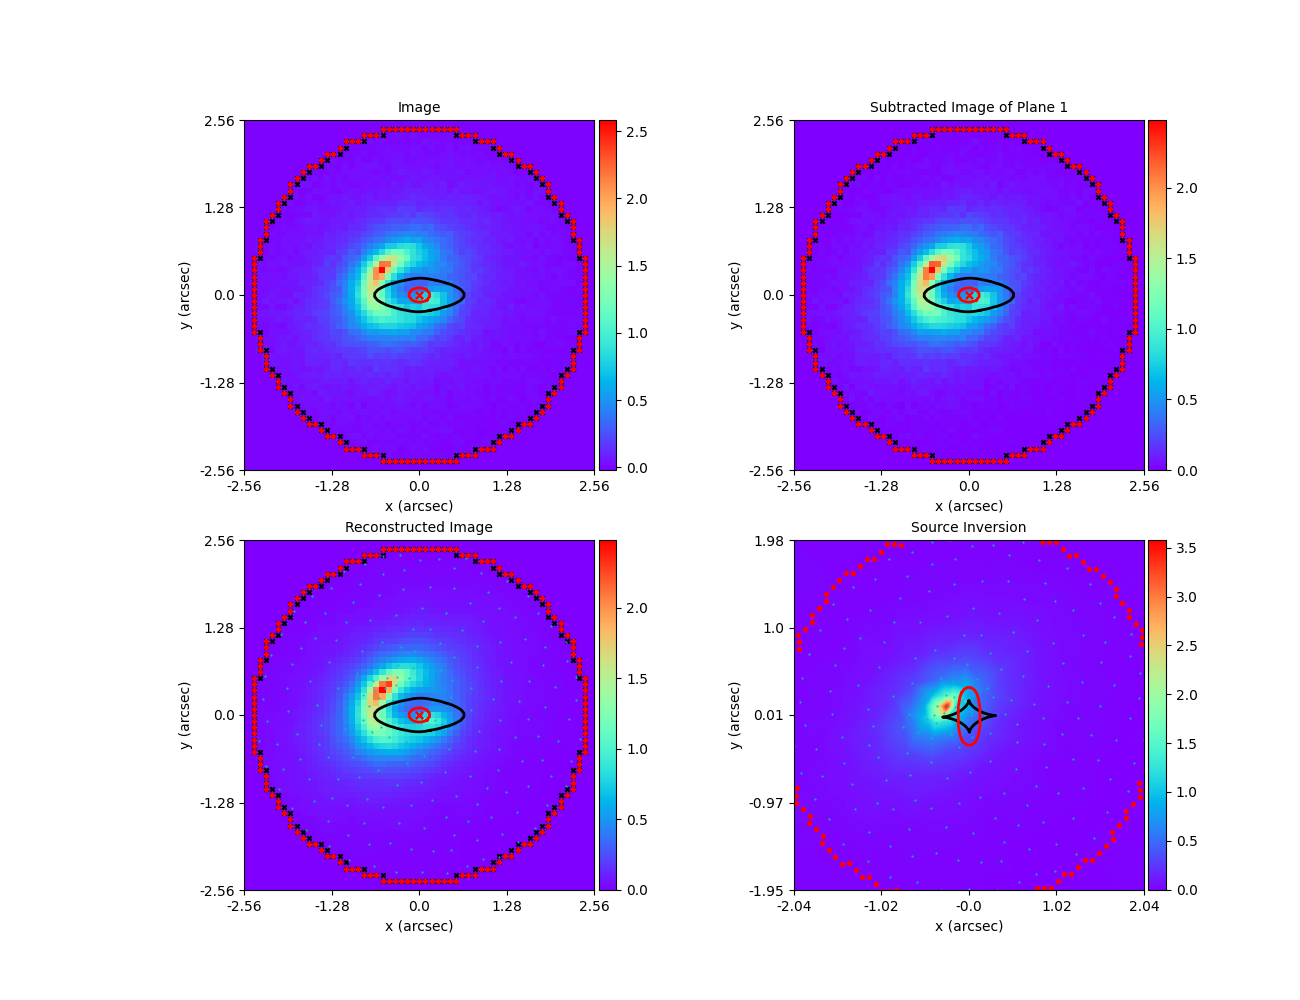 Image
2.56
1.28
0.0
-1.28
-2.56
y (arcsec)
-2.56 -1.28 0.0 1.28 2.56
x (arcsec)
2.5
2.0
1.5
1.0
0.5
0.0
Subtracted Image of Plane 1
2.56
1.28
0.0
-1.28
-2.56
y (arcsec)
-2.56 -1.28 0.0 1.28 2.56
x (arcsec)
2.0
1.5
1.0
0.5
0.0
Reconstructed Image
2.56
1.28
0.0
-1.28
-2.56
y (arcsec)
-2.56 -1.28 0.0 1.28 2.56
x (arcsec)
2.0
1.5
1.0
0.5
0.0
Source Inversion
1.98
1.0
0.01
-0.97
-1.95
y (arcsec)
-2.04 -1.02 -0.0 1.02 2.04
x (arcsec)
3.5
3.0
2.5
2.0
1.5
1.0
0.5
0.0